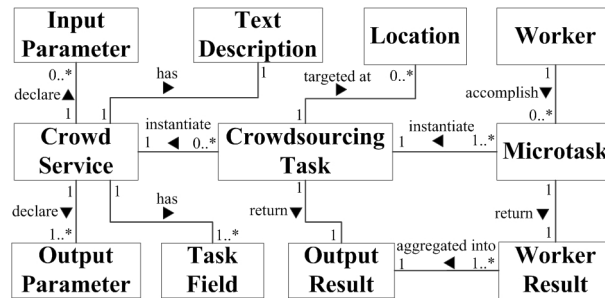 Input
Parameter
Text
Description
Location
Worker
0..*
declare
1
has
1
1
targeted at
0..*
1
1
accomplish
0..*
Crowd
Service
instantiate
1
0..*
Crowdsourcing
Task
instantiate
1
1..*
Microtask
1
declare
1..*
1
has
1..*
1
return
1
1
return
1
Output
Parameter
Task
Field
Output
Result
aggregated into
1
1..*
Worker
Result